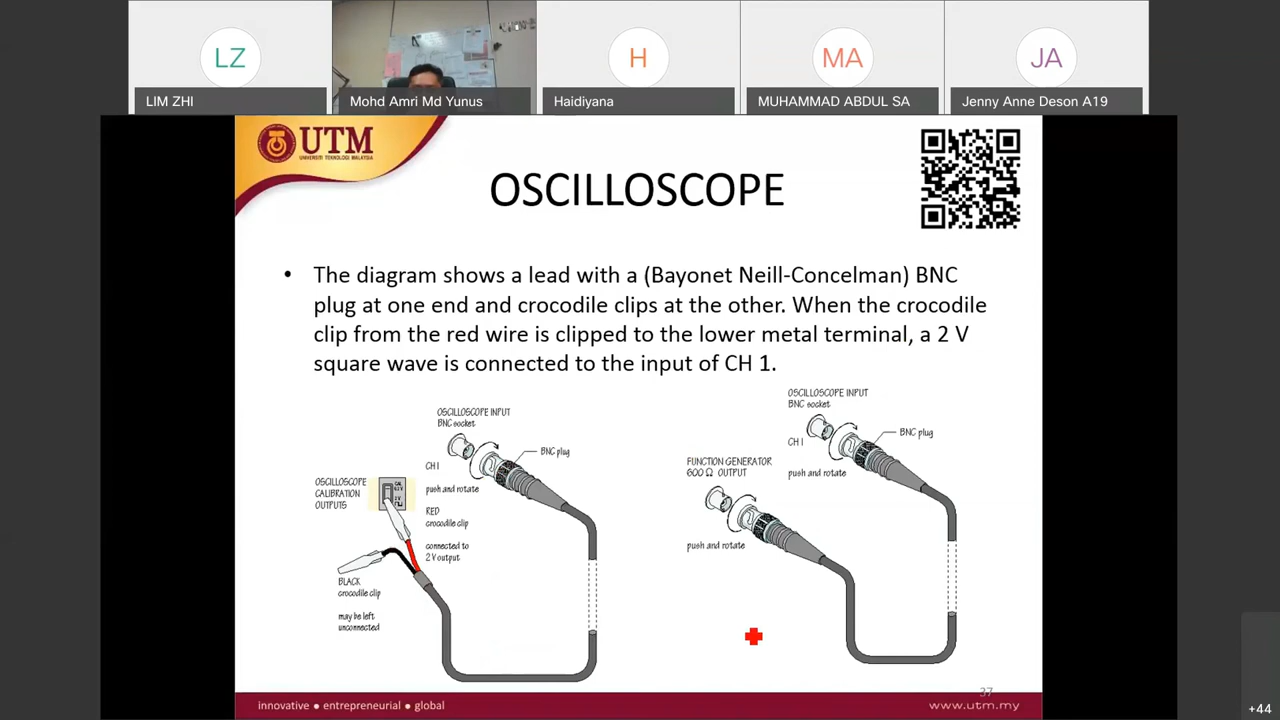 LZ
LIM ZHI
Mohd Amri Md Yunus
H
Haidiyana
MA
MUHAMMAD ABDUL SA
JA
Jenny Anne Deson A19
UTM
UNIVERSITI TEKNOLOGI MALAYSIA
OSCILLOSCOPE
• The diagram shows a lead with a (Bayonet Neill-Concelman) BNC
plug at one end and crocodile clips at the other. When the crocodile
clip from the red wire is clipped to the lower metal terminal, a 2 V
square wave is connected to the input of CH 1.
OSCILLOSCOPE INPUT
BNC socket
BNC plug
CH I
push and rotate
OSCILLOSCOPE
CALIBRATION
OUTPUTS
CAL
2 V
RED
crocodile clip
connected to
2 V output
BLACK
crocodile clip
may be left
unconnected
OSCILLOSCOPE INPUT
BNC socket
BNC plug
CH I
push and rotate
FUNCTION GENERATOR
600 Ω OUTPUT
push and rotate
37
innovative ● entrepreneurial ● global
www.utm.my
+44